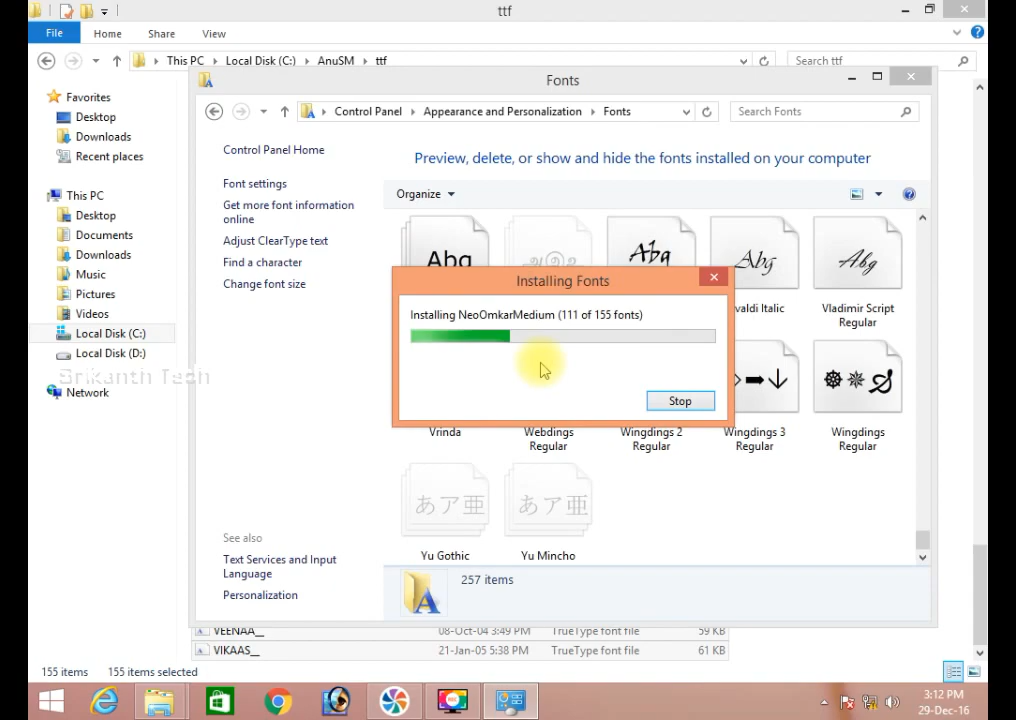 ttf
File Home Share View
This PC Local Disk (C:) AnuSM ttf
Search ttf
Fonts
Favorites
Desktop
Downloads
Recent places
This PC
Desktop
Documents
Downloads
Music
Pictures
Videos
Local Disk (C:)
Local Disk (D:)
Network
Srikanth Tech
Control Panel Appearance and Personalization Fonts
Search Fonts
Control Panel Home
Font settings
Get more font information
online
Adjust ClearType text
Find a character
Change font size
See also
Text Services and Input
Language
Personalization
Preview, delete, or show and hide the fonts installed on your computer
Organize
Abg Abg Abg Abg
valdi Italic
Vladimir Script
Regular
Installing Fonts
Installing NeoOmkarMedium (111 of 155 fonts)
Stop
Vrinda
Webdings
Regular
Wingdings 2
Regular
Wingdings 3
Regular
Wingdings
Regular
あア亜 あア亜
Yu Gothic Yu Mincho
257 items
VEENAA__ 08-Oct-04 3:49 PM TrueType font file 59 KB
VIKAAS__ 21-Jan-05 5:38 PM TrueType font file 61 KB
155 items 155 items selected
3:12 PM
29-Dec-16